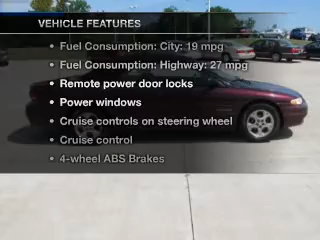 VEHICLE FEATURES
• Fuel Consumption: City: 19 mpg
• Fuel Consumption: Highway: 27 mpg
• Remote power door locks
• Power windows
• Cruise controls on steering wheel
• Cruise control
• 4-wheel ABS Brakes